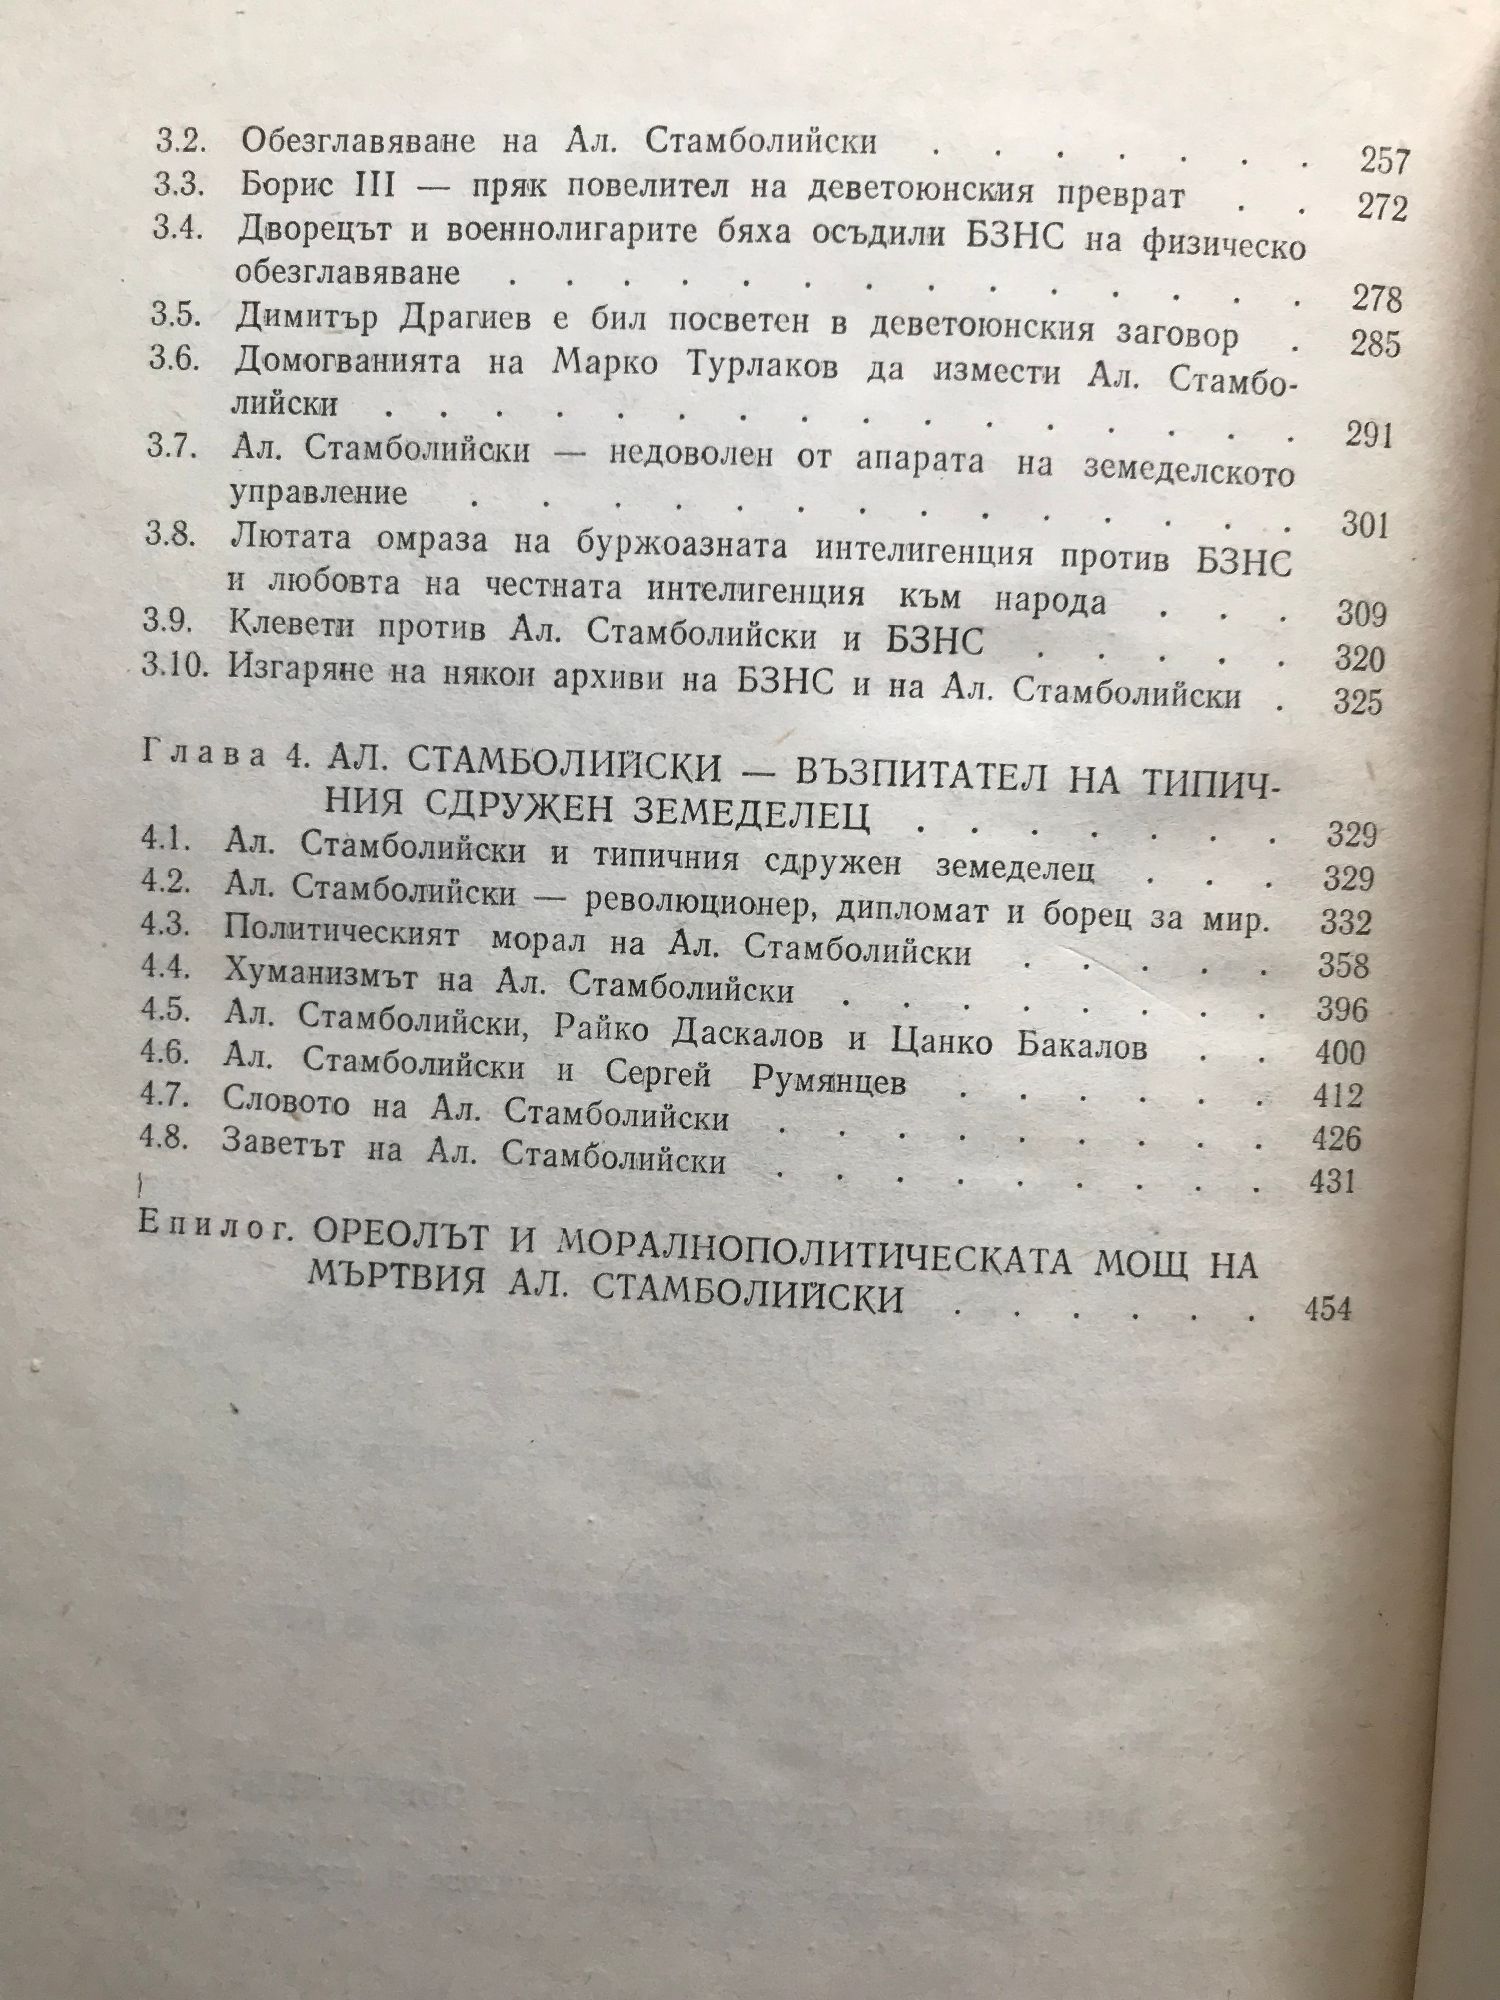 3.2. Обезглавяване на Ал. Стамболийски . . . . . . . 257
3.3. Борис III — пряк повелител на деветоюнския преврат . . 272
3.4. Дворецът и военнолигарите бяха осъдили БЗНС на физическо
обезглавяване . . . . . . . . . . . . . . 278
3.5. Димитър Драгиев е бил посветен в деветоюнския заговор . 285
3.6. Домогванията на Марко Турлаков да измести Ал. Стамбо-
лийски . . . . . . . . . . . . . . . . 291
3.7. Ал. Стамболийски — недоволен от апарата на земеделското
управление . . . . . . . . . . . . . . 301
3.8. Лютата омраза на буржоазната интелигенция против БЗНС
и любовта на честната интелигенция към народа . . . 309
3.9. Клевети против Ал. Стамболийски и БЗНС . . . . . 320
3.10. Изгаряне на някои архиви на БЗНС и на Ал. Стамболийски . 325
Глава 4. АЛ. СТАМБОЛИЙСКИ — ВЪЗПИТАТЕЛ НА ТИПИЧ-
НИЯ СДРУЖЕН ЗЕМЕДЕЛЕЦ . . . . . . . 329
4.1. Ал. Стамболийски и типичния сдружен земеделец . . . 329
4.2. Ал. Стамболийски — революционер, дипломат и борец за мир. 332
4.3. Политическият морал на Ал. Стамболийски . . . . . 358
4.4. Хуманизмът на Ал. Стамболийски . . . . . . . . 396
4.5. Ал. Стамболийски, Райко Даскалов и Цанко Бакалов . . 400
4.6. Ал. Стамболийски и Сергей Румянцев . . . . . . 412
4.7. Словото на Ал. Стамболийски . . . . . . . . . 426
4.8. Заветът на Ал. Стамболийски . . . . . . . . . 431
Епилог. ОРЕОЛЪТ И МОРАЛНОПОЛИТИЧЕСКАТА МОЩ НА
МЪРТВИЯ АЛ. СТАМБОЛИЙСКИ . . . . . . 454